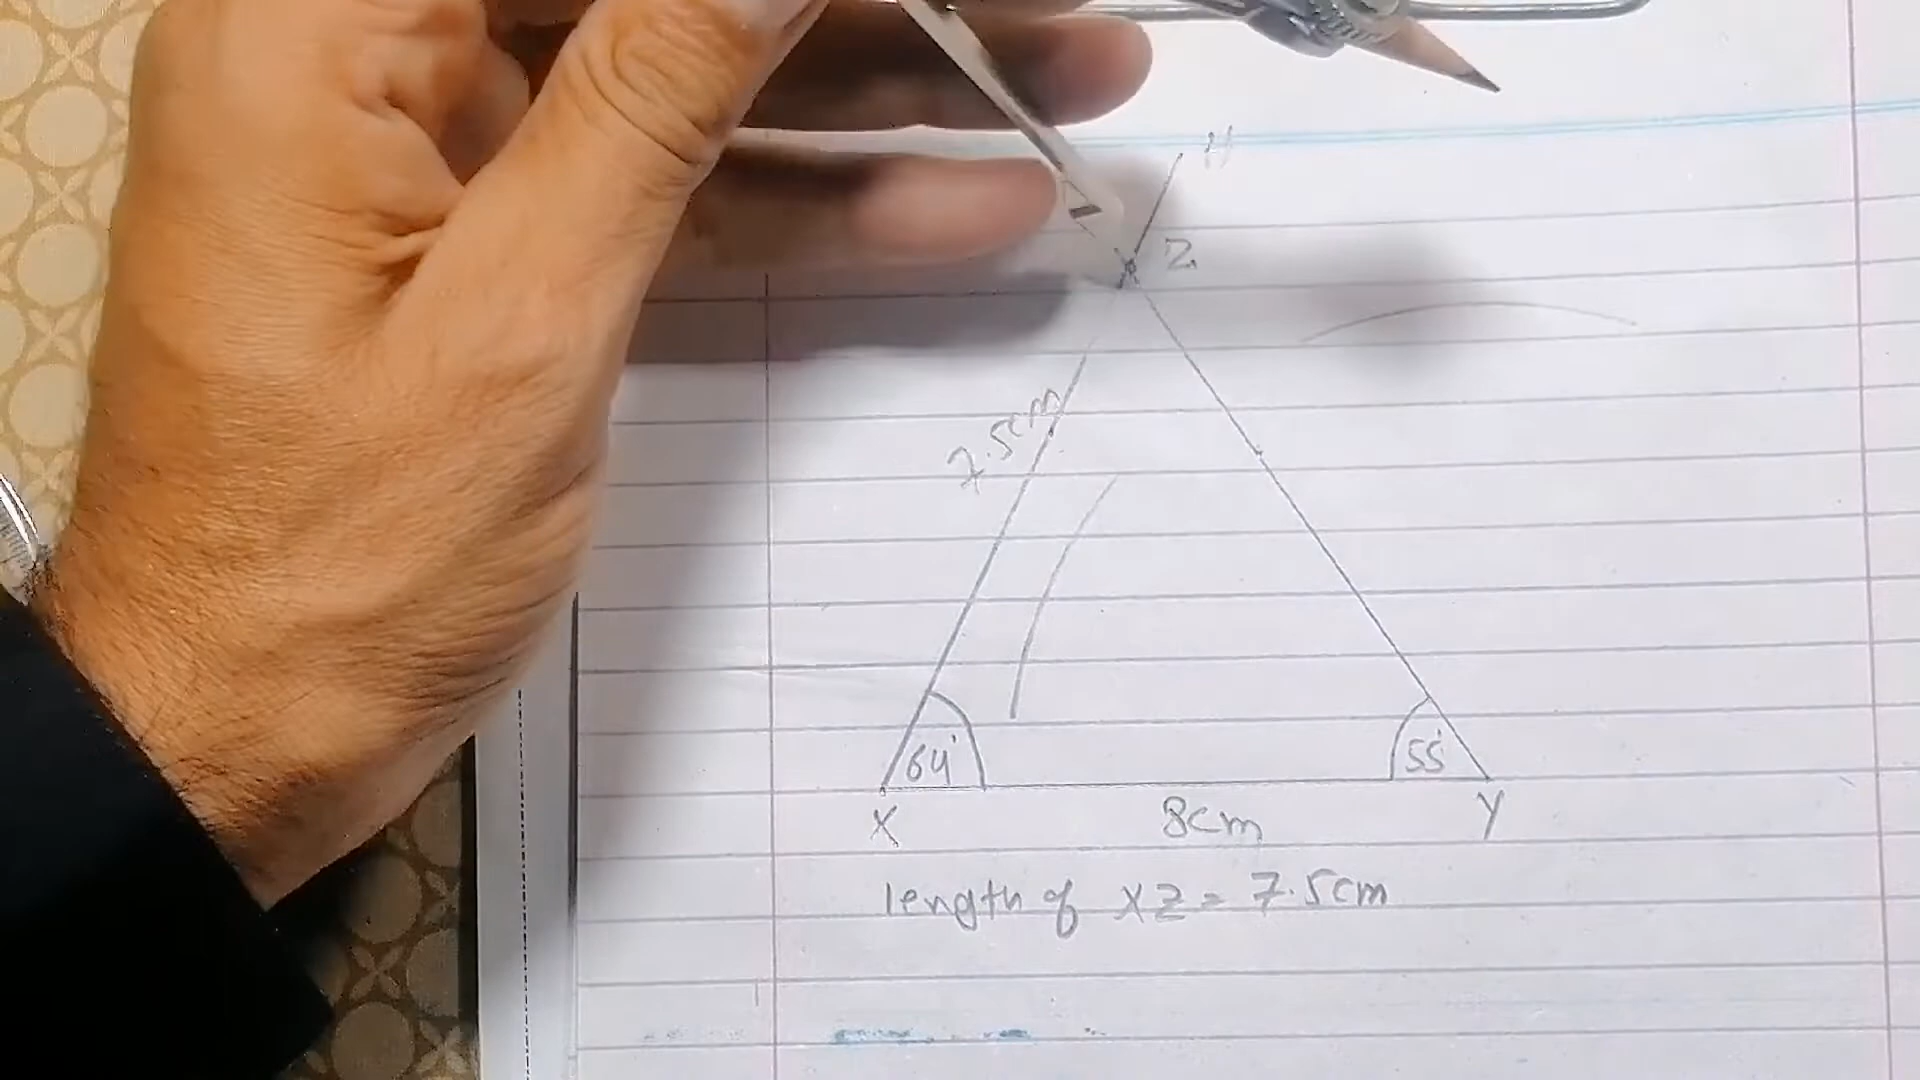 Z
7.5cm
64°
55°
X
8cm
Y
length of XZ = 7.5cm